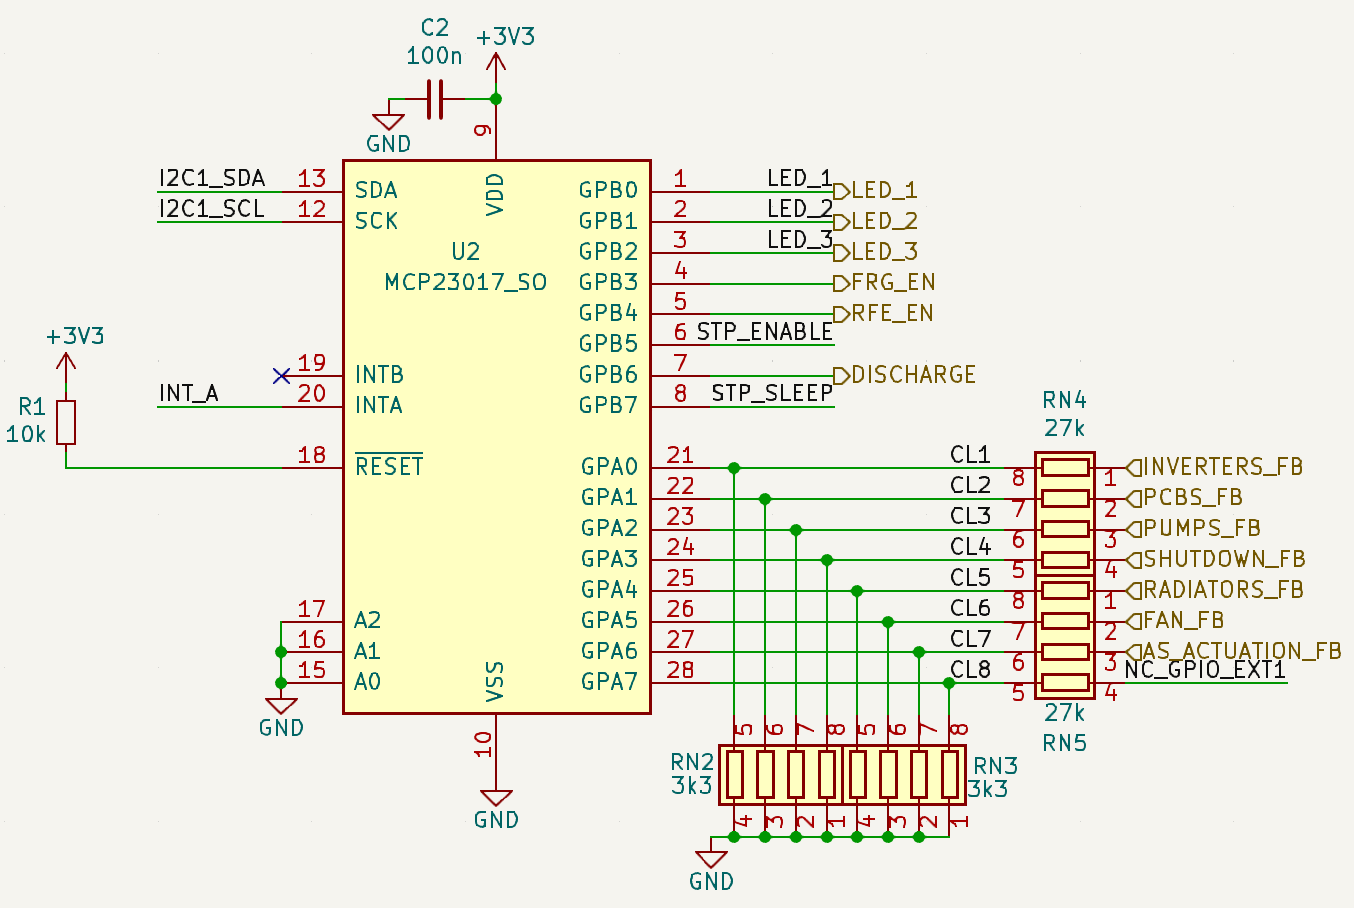 C2
100n
+3V3
GND
9
I2C1_SDA
13
SDA
I2C1_SCL
12
SCK
VDD
U2
MCP23017_SO
GPB0
1
LED_1
LED_1
GPB1
2
LED_2
LED_2
GPB2
3
LED_3
LED_3
GPB3
4
FRG_EN
GPB4
5
RFE_EN
GPB5
6
STP_ENABLE
GPB6
7
DISCHARGE
GPB7
8
STP_SLEEP
+3V3
R1
10k
19
INTB
INT_A
20
INTA
18
RESET
17
A2
16
A1
15
A0
GND
VSS
10
GND
RN4
27k
GPA0
21
CL1
8
1
INVERTERS_FB
GPA1
22
CL2
7
2
PCBS_FB
GPA2
23
CL3
6
3
PUMPS_FB
GPA3
24
CL4
5
4
SHUTDOWN_FB
GPA4
25
CL5
8
1
RADIATORS_FB
GPA5
26
CL6
7
2
FAN_FB
GPA6
27
CL7
6
3
AS_ACTUATION_FB
GPA7
28
CL8
5
4
NC_GPIO_EXT1
27k
RN5
5 6 7 8 5 6 7 8
RN2
3k3
RN3
3k3
4 3 2 1 4 3 2 1
GND